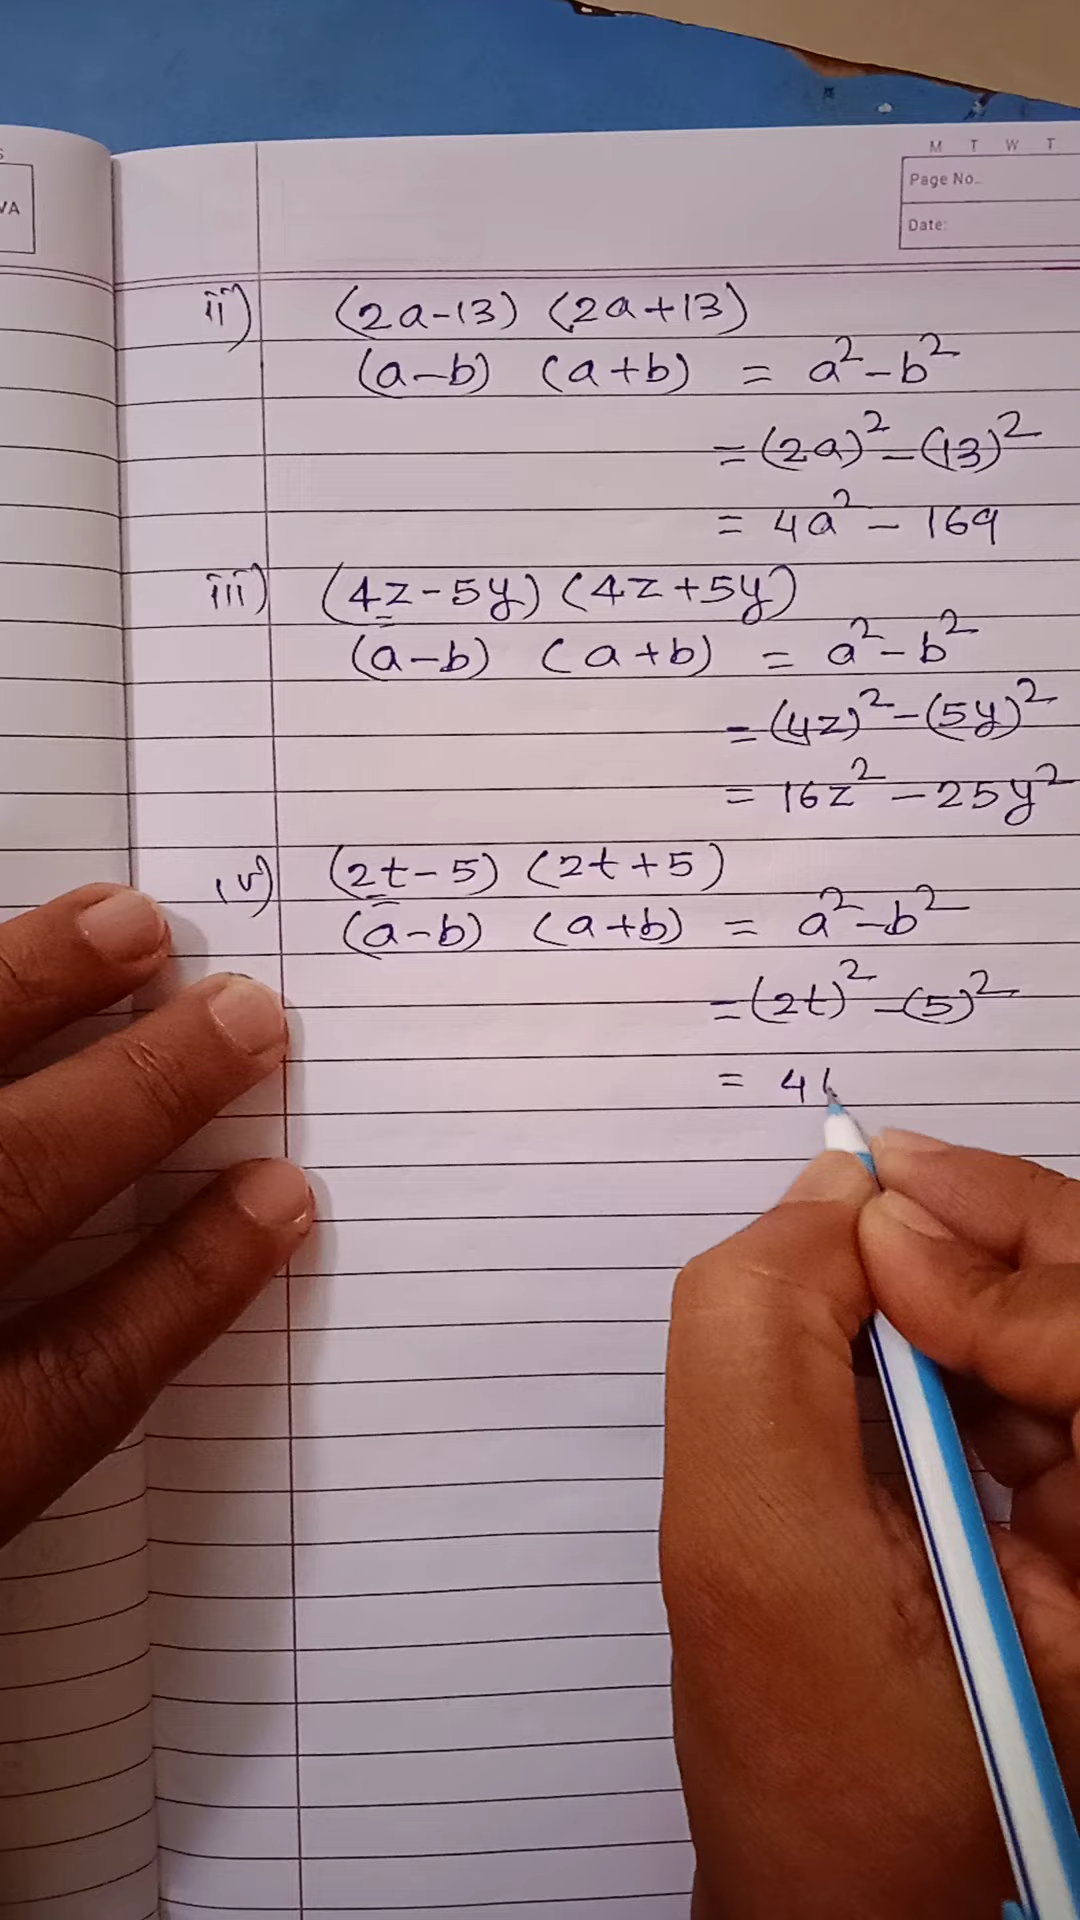 M T W T
Page No.
Date:
ii) (2a-13) (2a+13)
(a-b) (a+b) = a²-b²
= (2a)² - (13)²
= 4a² - 169
iii) (4z-5y) (4z+5y)
(a-b) (a+b) = a²-b²
= (4z)² - (5y)²
= 16z² - 25y²
iv) (2t-5) (2t+5)
(a-b) (a+b) = a²-b²
= (2t)² - (5)²
= 4